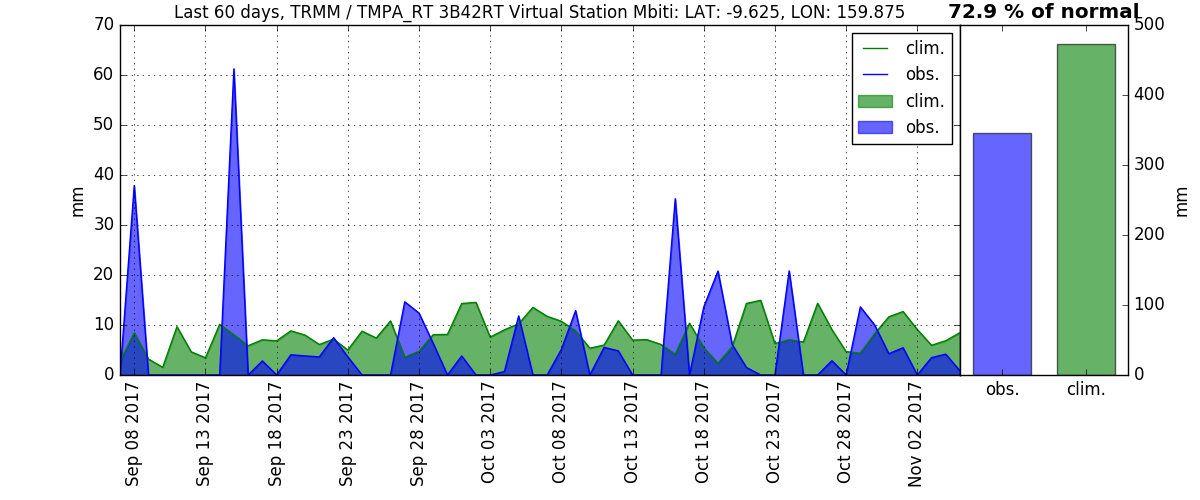 Last 60 days, TRMM / TMPA_RT 3B42RT Virtual Station Mbiti: LAT: -9.625, LON: 159.875
72.9 % of normal
70
60
50
40
30
20
10
0
mm
clim.
obs.
clim.
obs.
Sep 08 2017
Sep 13 2017
Sep 18 2017
Sep 23 2017
Sep 28 2017
Oct 03 2017
Oct 08 2017
Oct 13 2017
Oct 18 2017
Oct 23 2017
Oct 28 2017
Nov 02 2017
500
400
300
200
100
0
mm
obs.
clim.